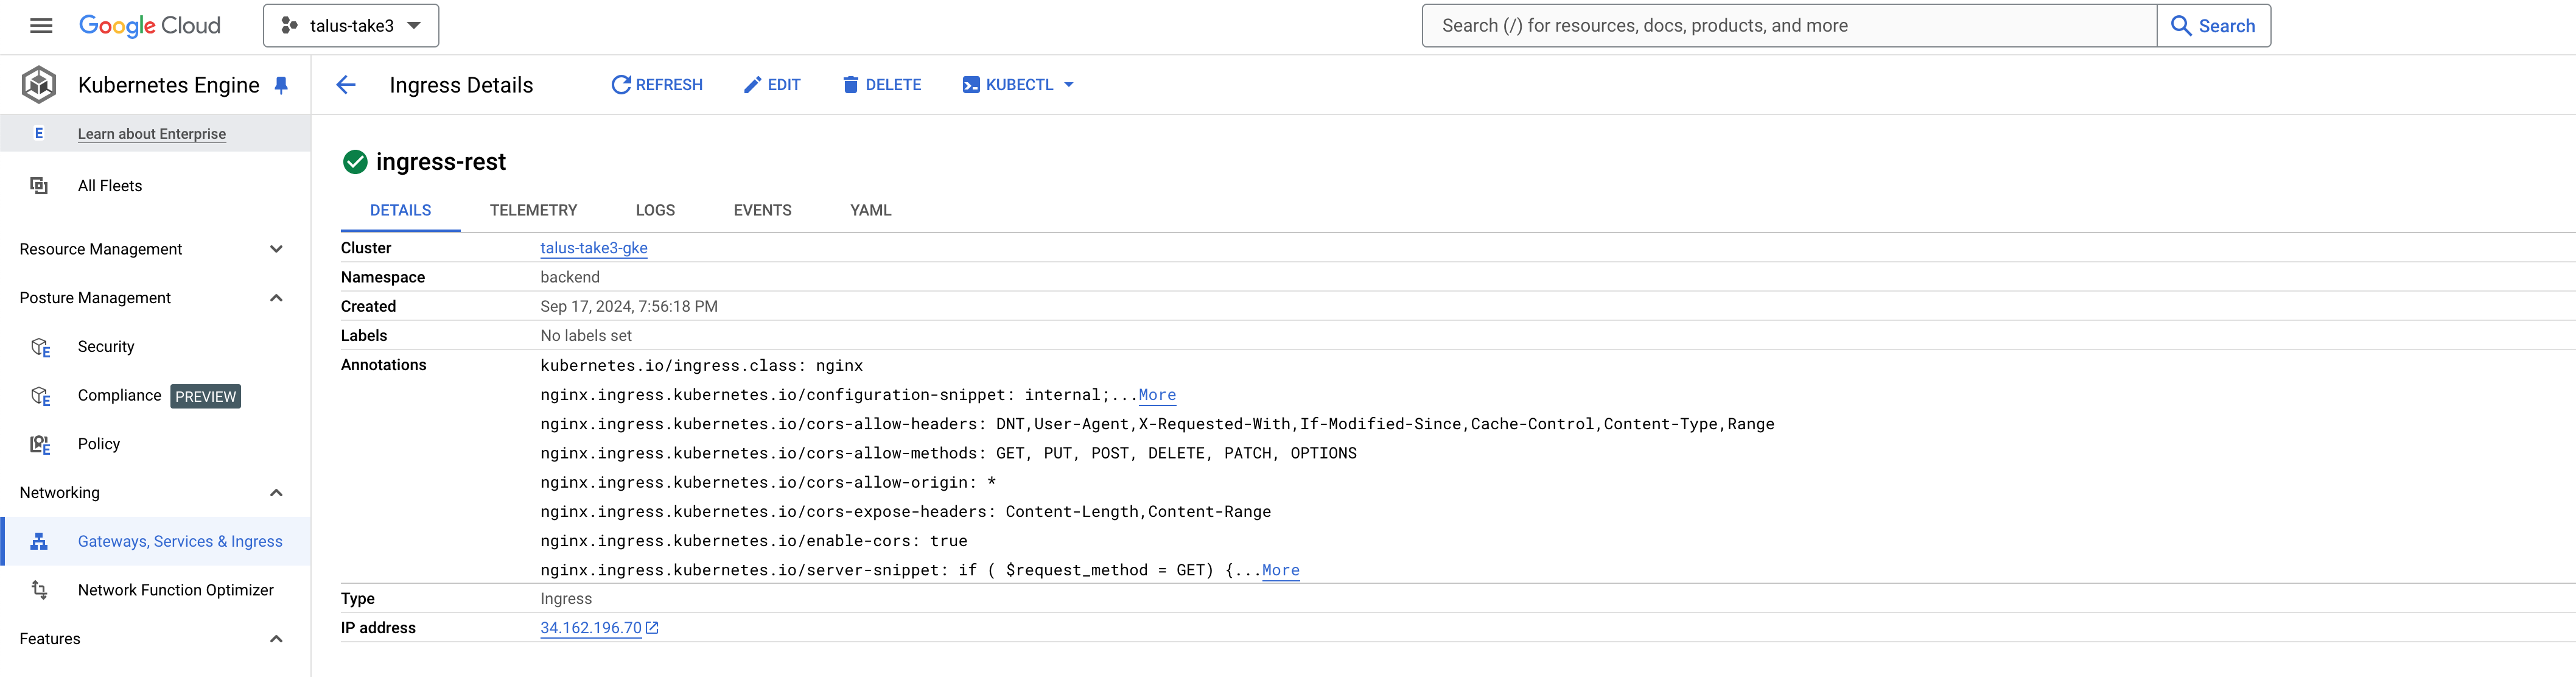 Google Cloud
talus-take3
Search (/) for resources, docs, products, and more
Search
Kubernetes Engine
Ingress Details
REFRESH
EDIT
DELETE
KUBECTL
E
Learn about Enterprise
All Fleets
Resource Management
Posture Management
E
Security
E
Compliance
PREVIEW
E
Policy
Networking
Gateways, Services & Ingress
Network Function Optimizer
Features
ingress-rest
DETAILS
TELEMETRY
LOGS
EVENTS
YAML
Cluster
talus-take3-gke
Namespace
backend
Created
Sep 17, 2024, 7:56:18 PM
Labels
No labels set
Annotations
kubernetes.io/ingress.class: nginx
nginx.ingress.kubernetes.io/configuration-snippet: internal;...More
nginx.ingress.kubernetes.io/cors-allow-headers: DNT,User-Agent,X-Requested-With,If-Modified-Since,Cache-Control,Content-Type,Range
nginx.ingress.kubernetes.io/cors-allow-methods: GET, PUT, POST, DELETE, PATCH, OPTIONS
nginx.ingress.kubernetes.io/cors-allow-origin: *
nginx.ingress.kubernetes.io/cors-expose-headers: Content-Length,Content-Range
nginx.ingress.kubernetes.io/enable-cors: true
nginx.ingress.kubernetes.io/server-snippet: if ( $request_method = GET) {...More
Type
Ingress
IP address
34.162.196.70